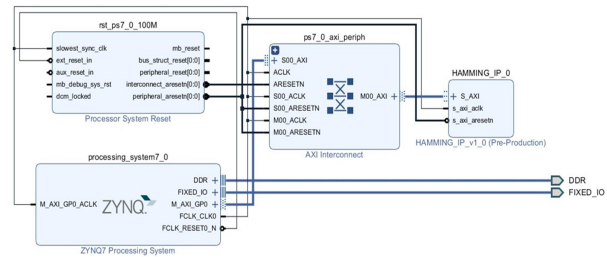 rst_ps7_0_100M
slowest_sync_clk
ext_reset_in
aux_reset_in
mb_debug_sys_rst
dcm_locked
mb_reset
bus_struct_reset[0:0]
peripheral_reset[0:0]
interconnect_aresetn[0:0]
peripheral_aresetn[0:0]
Processor System Reset
ps7_0_axi_periph
S00_AXI
ACLK
ARESETN
S00_ACLK
S00_ARESETN
M00_ACLK
M00_ARESETN
M00_AXI
AXI Interconnect
HAMMING_IP_0
S_AXI
s_axi_aclk
s_axi_aresetn
HAMMING_IP_v1_0 (Pre-Production)
processing_system7_0
M_AXI_GP0_ACLK
ZYNQ
DDR
FIXED_IO
M_AXI_GP0
FCLK_CLK0
FCLK_RESET0_N
ZYNQ7 Processing System
DDR
FIXED_IO